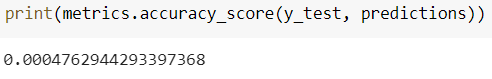 print(metrics.accuracy_score(y_test, predictions))
0.0004762944293397368